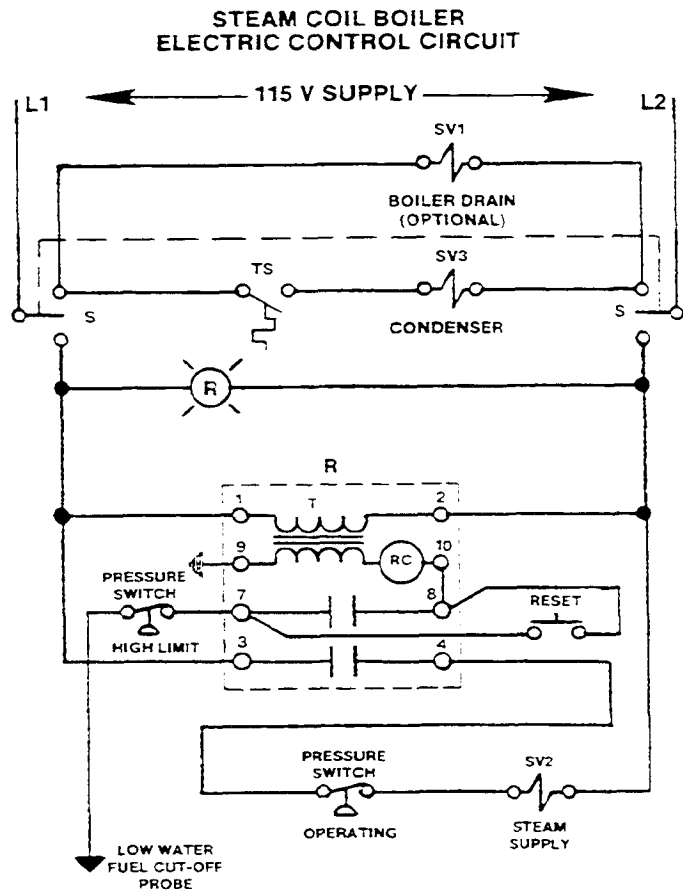 STEAM COIL BOILER
ELECTRIC CONTROL CIRCUIT
L1
115 V SUPPLY
L2
SV1
BOILER DRAIN
(OPTIONAL)
TS
SV3
S
S
CONDENSER
R
R
1
T
2
9
RC
10
PRESSURE
SWITCH
7
8
RESET
HIGH LIMIT
3
4
PRESSURE
SWITCH
SV2
OPERATING
STEAM
SUPPLY
LOW WATER
FUEL CUT-OFF
PROBE